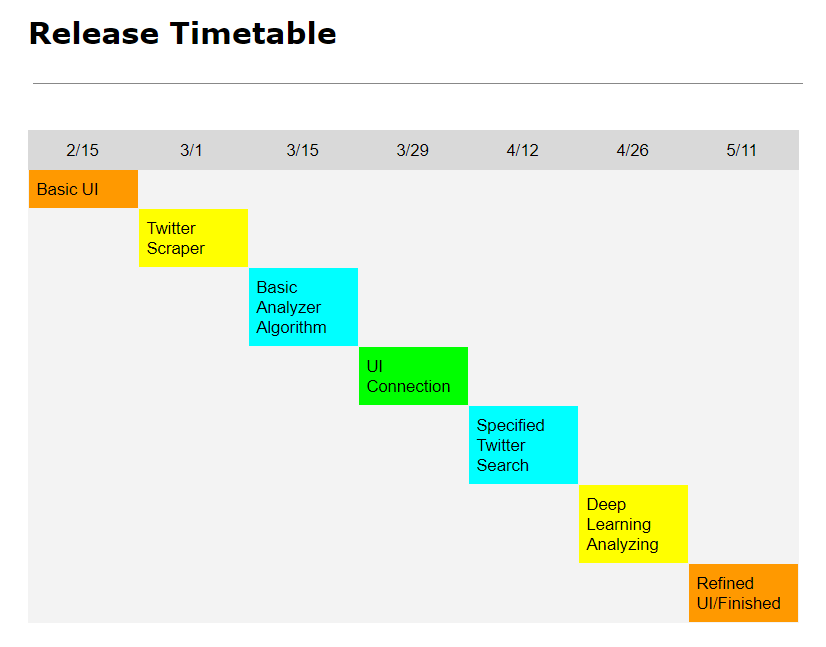 Release Timetable
2/15 3/1 3/15 3/29 4/12 4/26 5/11
Basic UI
Twitter
Scraper
Basic
Analyzer
Algorithm
UI
Connection
Specified
Twitter
Search
Deep
Learning
Analyzing
Refined
UI/Finished